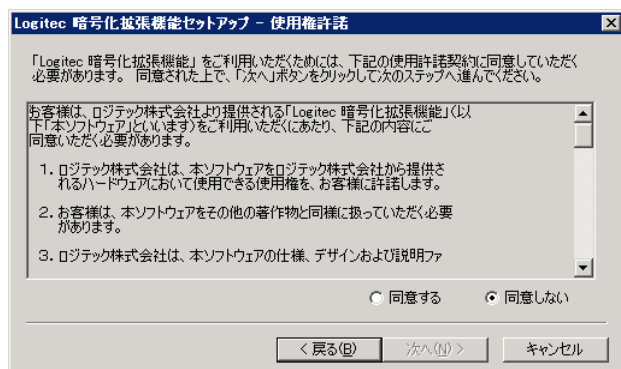 Logitec 暗号化拡張機能セットアップ - 使用権許諾
「Logitec 暗号化拡張機能」をご利用いただくためには、下記の使用許諾契約に同意していただく
必要があります。 同意された上で、「次へ」ボタンをクリックして次のステップへ進んでください。
お客様は、ロジテック株式会社より提供される「Logitec 暗号化拡張機能」(以
下「本ソフトウェア」といいます)をご利用いただくにあたり、下記の内容にご
同意いただく必要があります。
1. ロジテック株式会社は、本ソフトウェアをロジテック株式会社から提供さ
れるハードウェアにおいて使用できる使用権を、お客様に許諾します。
2. お客様は、本ソフトウェアをその他の著作物と同様に扱っていただく必要
があります。
3. ロジテック株式会社は、本ソフトウェアの仕様、デザインおよび説明ファ
同意する 同意しない
< 戻る(B) 次へ(N) > キャンセル